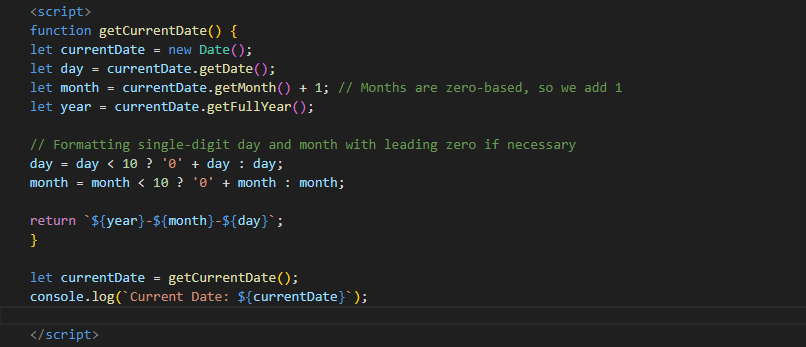 <script>
function getCurrentDate() {
let currentDate = new Date();
let day = currentDate.getDate();
let month = currentDate.getMonth() + 1; // Months are zero-based, so we add 1
let year = currentDate.getFullYear();
// Formatting single-digit day and month with leading zero if necessary
day = day < 10 ? '0' + day : day;
month = month < 10 ? '0' + month : month;
return `${year}-${month}-${day}`;
}
let currentDate = getCurrentDate();
console.log(`Current Date: ${currentDate}`);
</script>